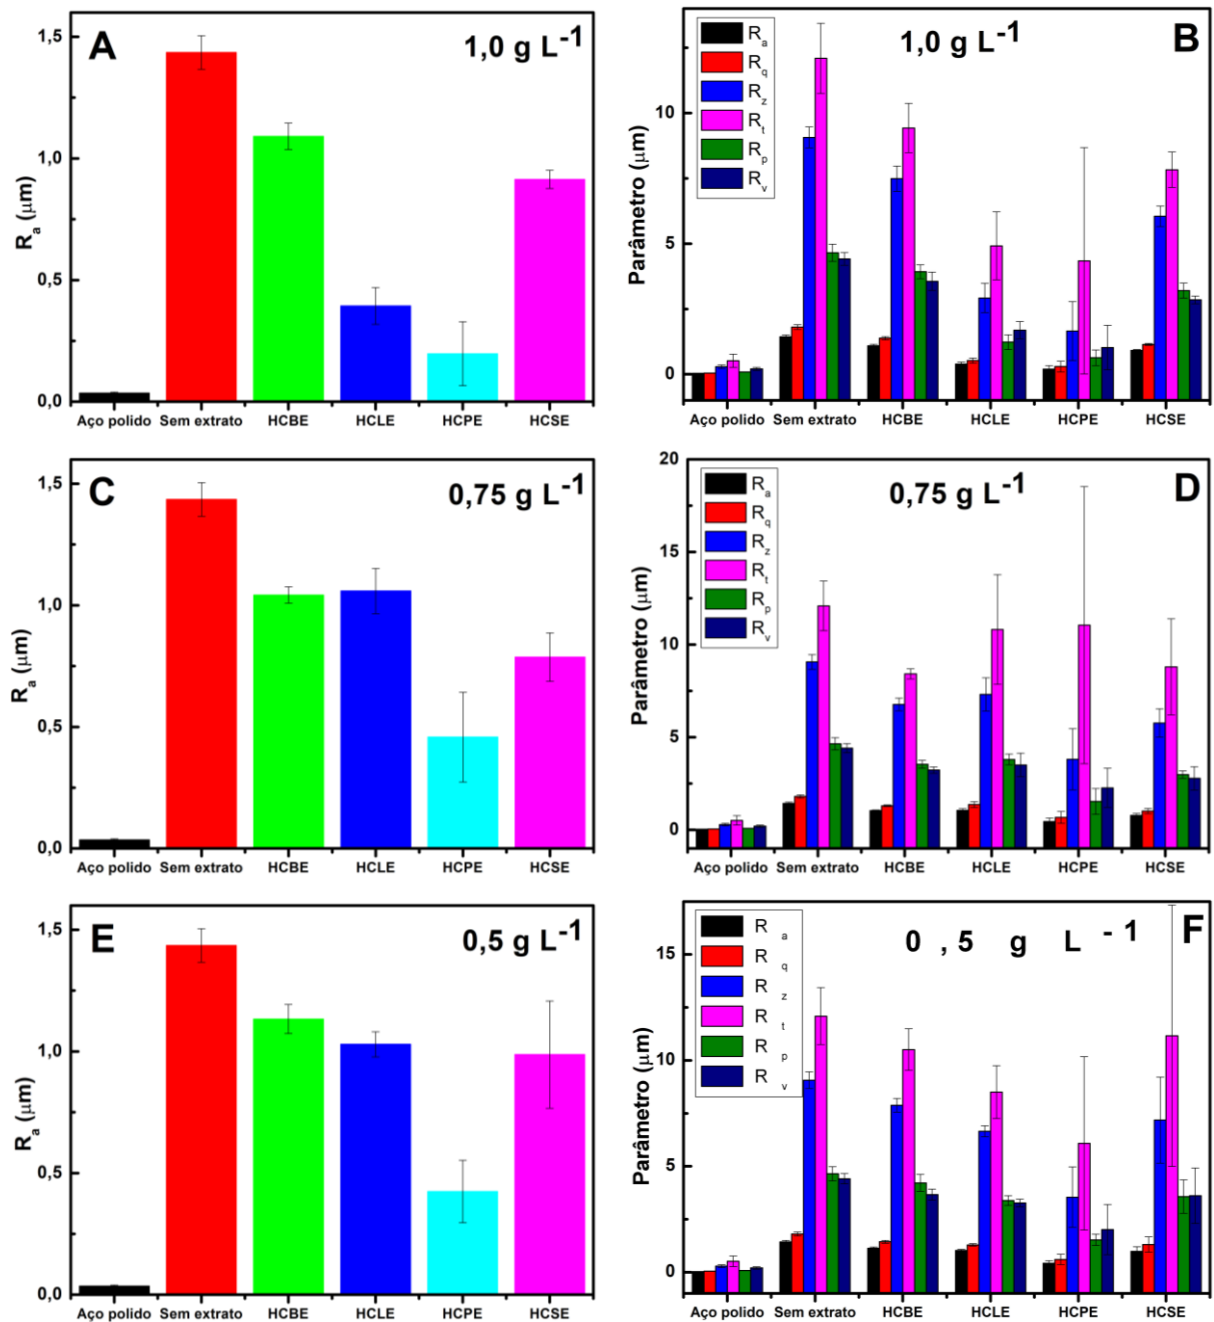 A
1,0 g L-1
Ra (μm)
1,5
1,0
0,5
0,0
Aço polido Sem extrato HCBE HCLE HCPE HCSE
B
1,0 g L-1
Ra
Rq
Rz
Rt
Rp
Rv
Parâmetro (μm)
10
5
0
Aço polido Sem extrato HCBE HCLE HCPE HCSE
C
0,75 g L-1
Ra (μm)
1,5
1,0
0,5
0,0
Aço polido Sem extrato HCBE HCLE HCPE HCSE
D
0,75 g L-1
Ra
Rq
Rz
Rt
Rp
Rv
Parâmetro (μm)
20
15
10
5
0
Aço polido Sem extrato HCBE HCLE HCPE HCSE
E
0,5 g L-1
Ra (μm)
1,5
1,0
0,5
0,0
Aço polido Sem extrato HCBE HCLE HCPE HCSE
F
0 , 5 g L - 1
R a
R q
R z
R t
R p
R v
Parâmetro (μm)
15
10
5
0
Aço polido Sem extrato HCBE HCLE HCPE HCSE